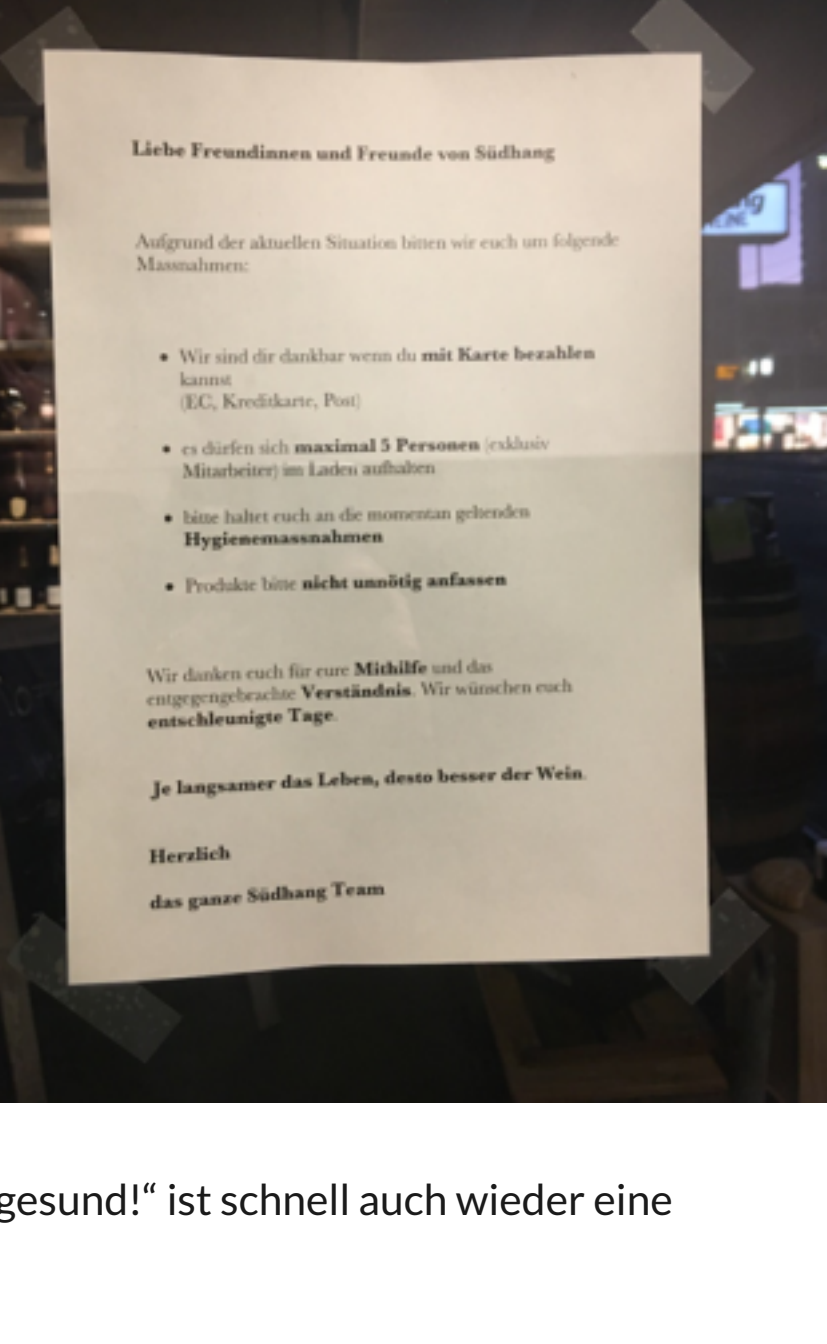 Liebe Freundinnen und Freunde von Südhang
Aufgrund der aktuellen Situation bitten wir euch um folgende
Massnahmen:
• Wir sind dir dankbar wenn du mit Karte bezahlen
kannst
(EC, Kreditkarte, Post)
• es dürfen sich maximal 5 Personen (exklusiv
Mitarbeiter) im Laden aufhalten
• bitte haltet euch an die momentan geltenden
Hygienemassnahmen
• Produkte bitte nicht unnötig anfassen
Wir danken euch für eure Mithilfe und das
entgegengebrachte Verständnis. Wir wünschen euch
entschleunigte Tage.
Je langsamer das Leben, desto besser der Wein.
Herzlich
das ganze Südhang Team
gesund!“ ist schnell auch wieder eine